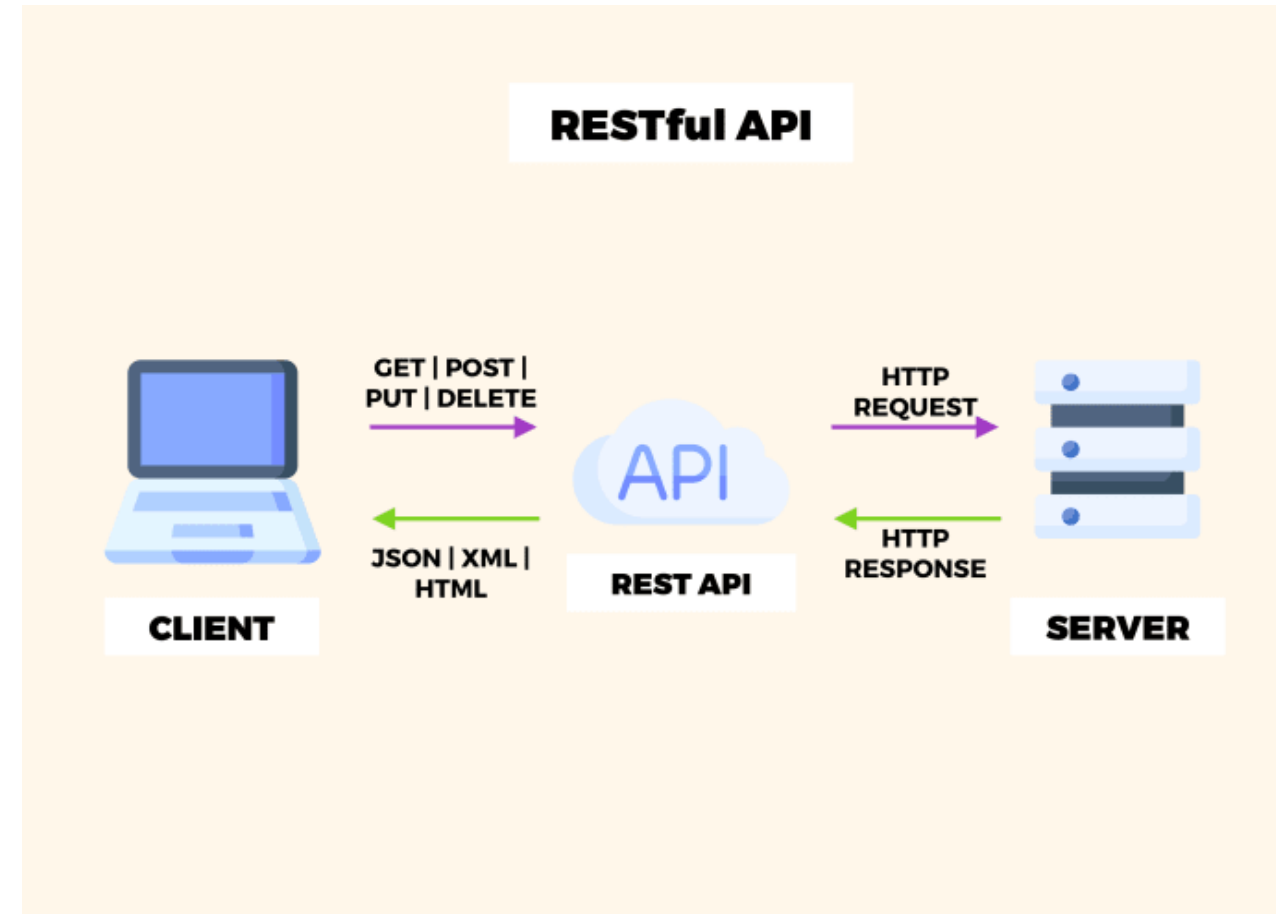 RESTful API
GET | POST |
PUT | DELETE
HTTP
REQUEST
API
JSON | XML |
HTML
HTTP
RESPONSE
REST API
CLIENT
SERVER